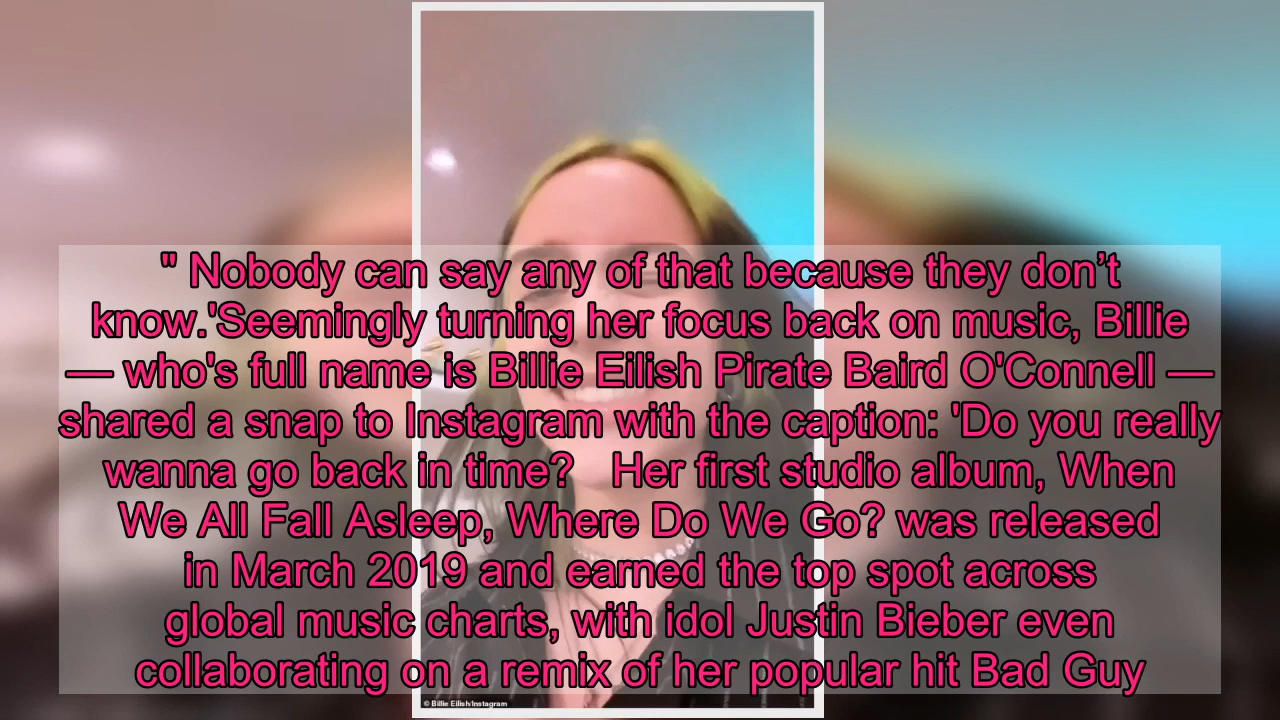 " Nobody can say any of that because they don’t
know.'Seemingly turning her focus back on music, Billie
— who's full name is Billie Eilish Pirate Baird O'Connell —
shared a snap to Instagram with the caption: 'Do you really
wanna go back in time?   Her first studio album, When
We All Fall Asleep, Where Do We Go? was released
in March 2019 and earned the top spot across
global music charts, with idol Justin Bieber even
collaborating on a remix of her popular hit Bad Guy
© Billie Eilish/Instagram